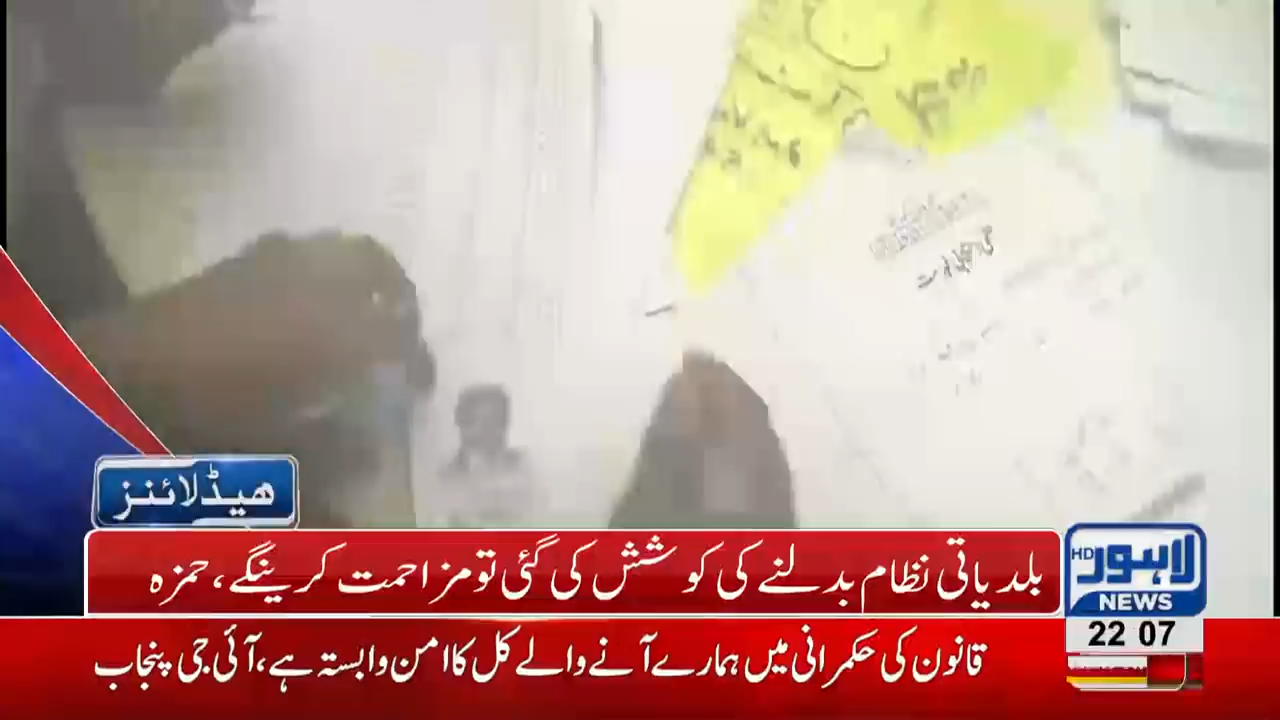 ھیڈلائنز
بلدیاتی نظام بدلنے کی کوشش کی گئی تو مزاحمت کرینگے، حمزہ
HD لاہور
NEWS
22 07
قانون کی حکمرانی میں ہمارے آنے والے کل کا امن وابستہ ہے، آئی جی پنجاب